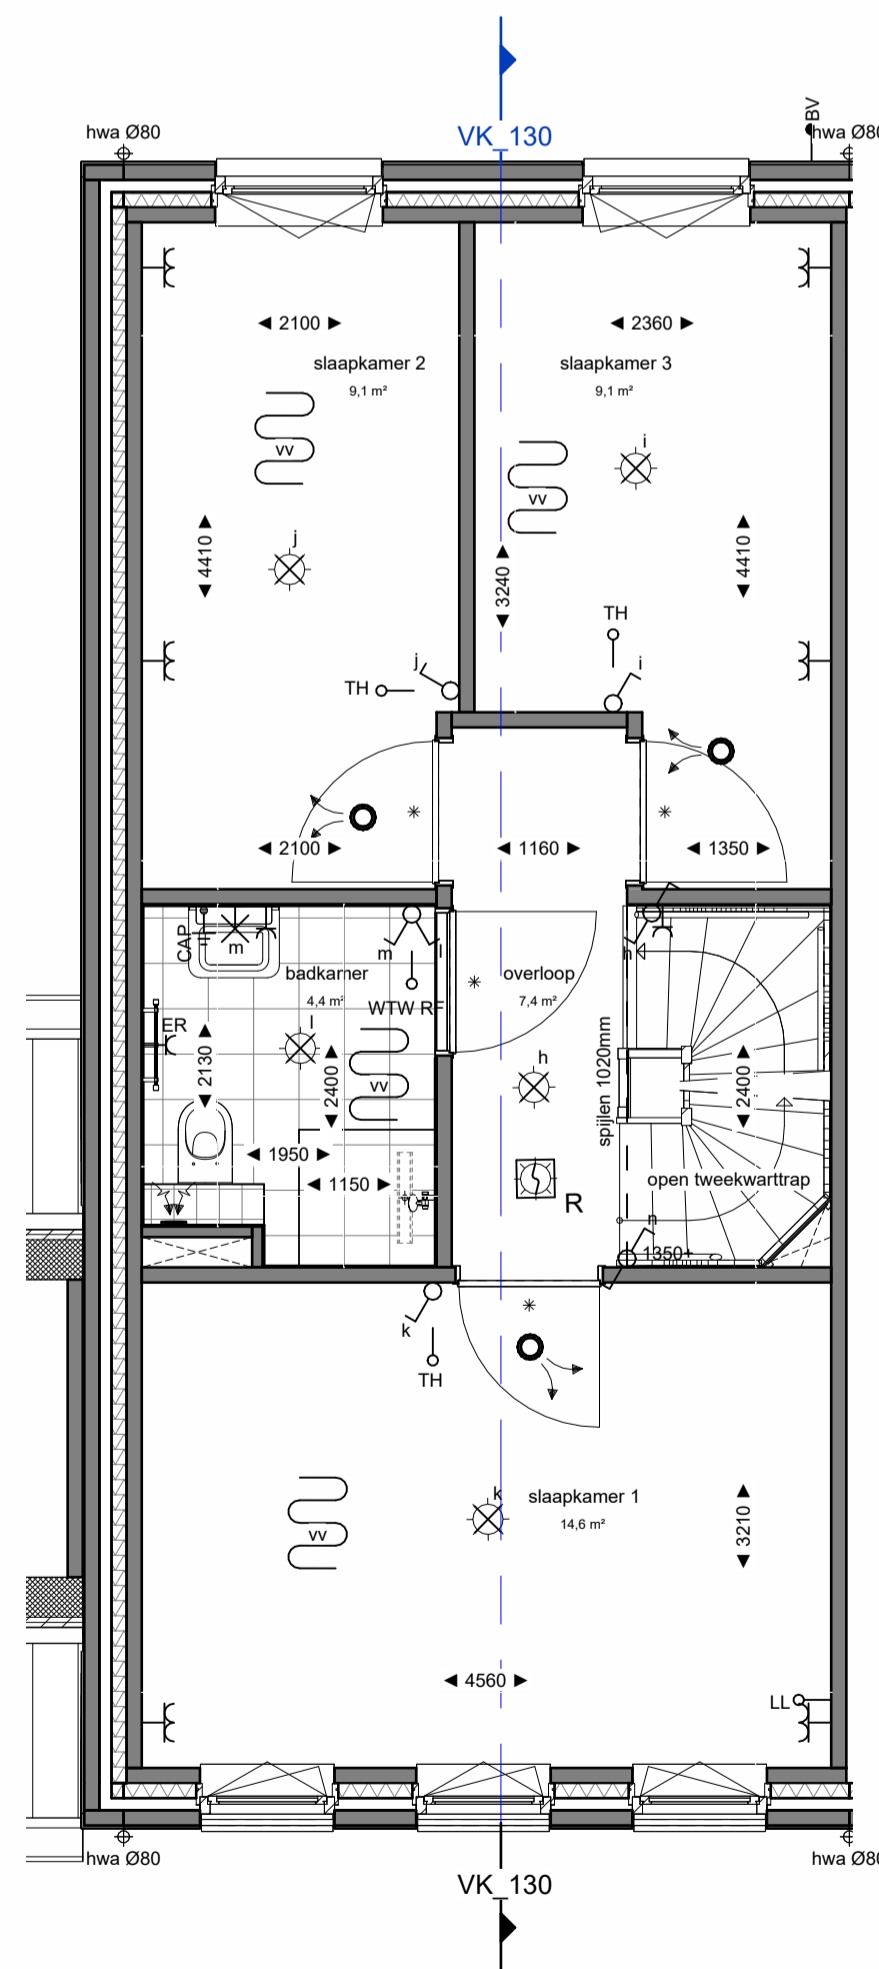 BV
hwa Ø80
VK_130
hwa Ø80
◄ 2100 ►
◄ 2360 ►
slaapkamer 2
9,1 m²
slaapkamer 3
9,1 m²
vv
i
vv
j
◄ 4410 ►
◄ 3240 ►
◄ 4410 ►
TH
j
TH
i
◄ 2100 ►
◄ 1160 ►
◄ 1350 ►
CAP
m
m
l
h
badkamer
4,4 m²
overloop
7,4 m²
WTW RF
ER
l
◄ 2130 ►
◄ 2400 ►
vv
h
spijlen 1020mm
◄ 2400 ►
◄ 1950 ►
◄ 1150 ►
open tweekwarttrap
R
n
1350+
k
TH
k
slaapkamer 1
14,6 m²
vv
◄ 3210 ►
◄ 4560 ►
LL
hwa Ø80
VK_130
hwa Ø80